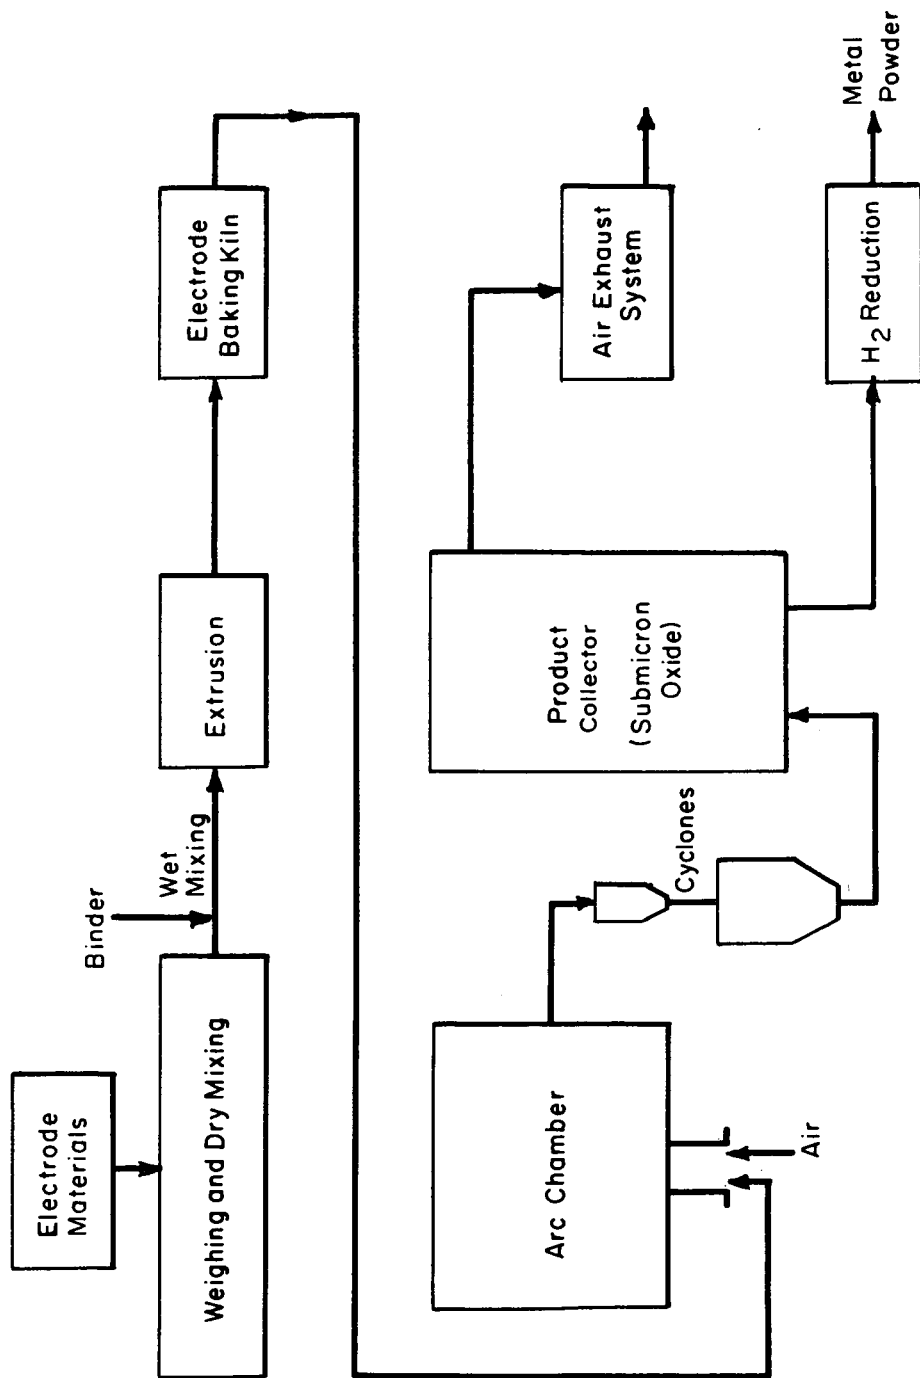 Electrode
Materials
Weighing and Dry Mixing
Binder
Wet
Mixing
Extrusion
Electrode
Baking Kiln
Arc Chamber
Air
Cyclones
Product
Collector
(Submicron
Oxide)
Air Exhaust
System
H2 Reduction
Metal
Powder